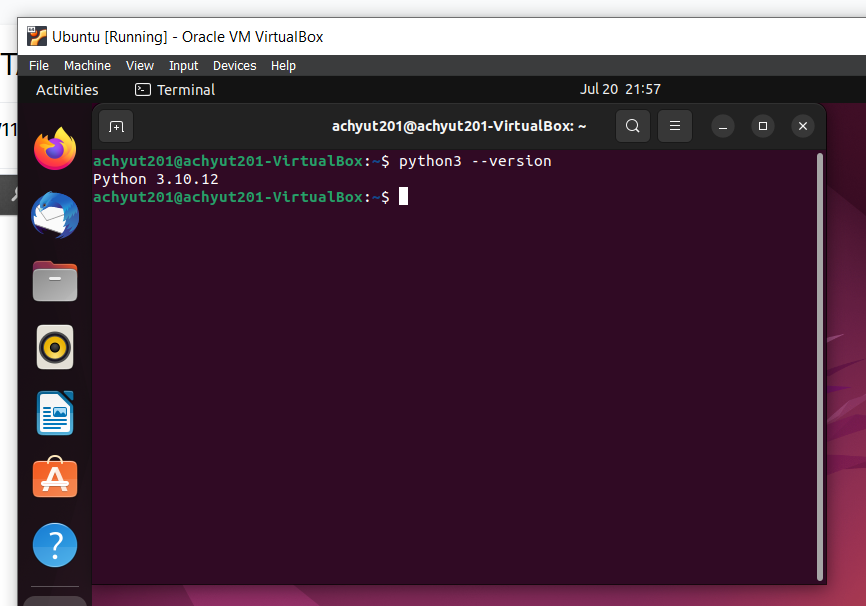 Ubuntu [Running] - Oracle VM VirtualBox
File Machine View Input Devices Help
Activities Terminal Jul 20 21:57
achyut201@achyut201-VirtualBox: ~
achyut201@achyut201-VirtualBox:~$ python3 --version
Python 3.10.12
achyut201@achyut201-VirtualBox:~$